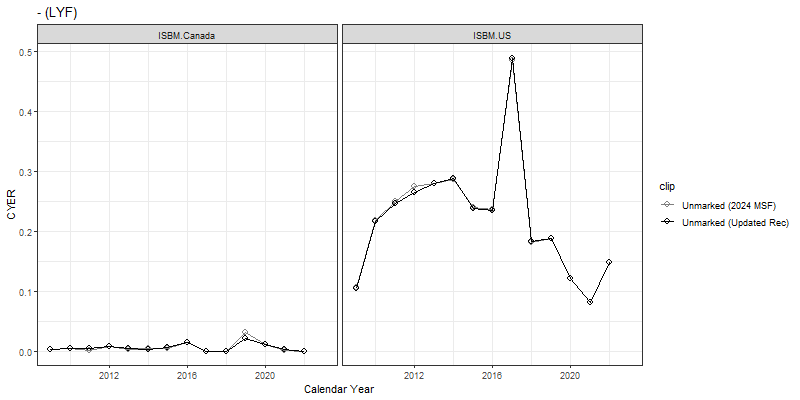 - (LYF)
ISBM.Canada
ISBM.US
0.5
0.4
0.3
0.2
0.1
0.0
CYER
2012
2016
2020
2012
2016
2020
Calendar Year
clip
Unmarked (2024 MSF)
Unmarked (Updated Rec)